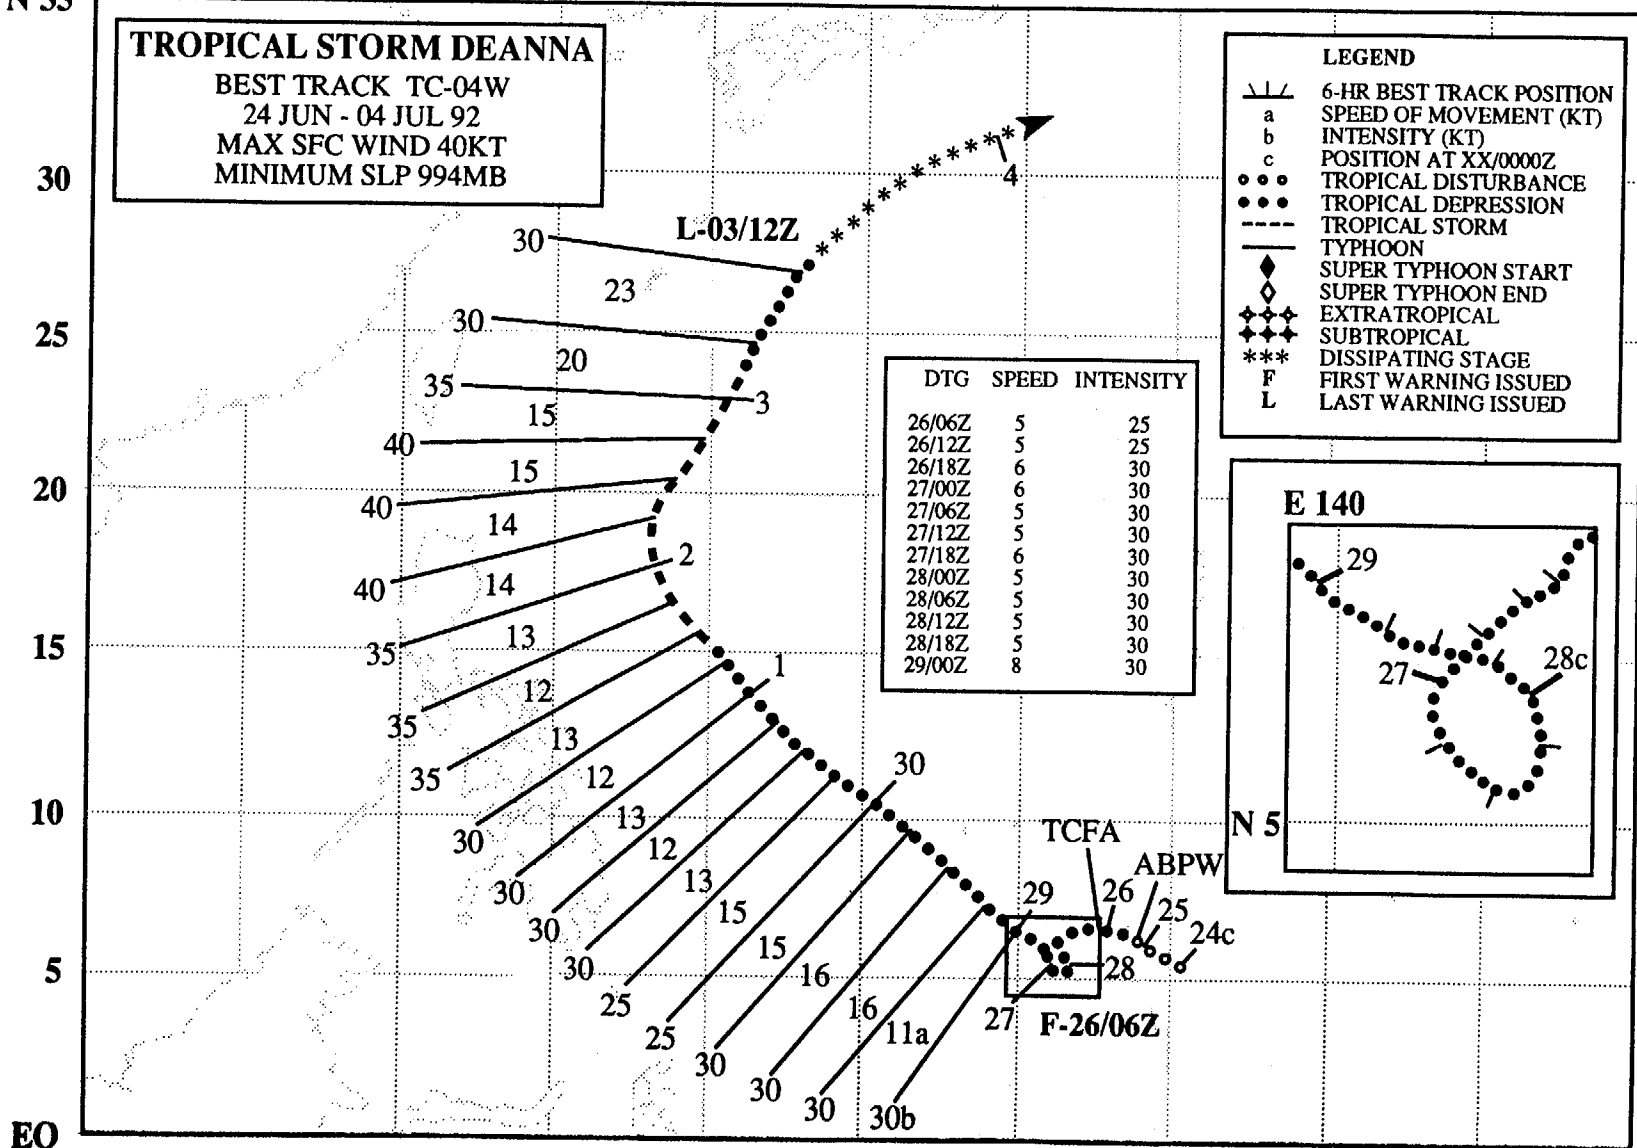 N 35
TROPICAL STORM DEANNA
BEST TRACK TC-04W
24 JUN - 04 JUL 92
MAX SFC WIND 40KT
MINIMUM SLP 994MB
LEGEND
6-HR BEST TRACK POSITION
a SPEED OF MOVEMENT (KT)
b INTENSITY (KT)
c POSITION AT XX/0000Z
TROPICAL DISTURBANCE
TROPICAL DEPRESSION
TROPICAL STORM
TYPHOON
SUPER TYPHOON START
SUPER TYPHOON END
EXTRATROPICAL
SUBTROPICAL
*** DISSIPATING STAGE
F FIRST WARNING ISSUED
L LAST WARNING ISSUED
30
4
L-03/12Z
30
23
25
30
20
35
3
15
40
15
20
40
14
40
14
2
35
13
15
35
12
1
35
13
30
12
30
13
30
12
30
13
25
15
25
15
30
16
30
16
30
11a
30b
10
30
5
EO
DTG SPEED INTENSITY
26/06Z 5 25
26/12Z 5 25
26/18Z 6 30
27/00Z 6 30
27/06Z 5 30
27/12Z 5 30
27/18Z 6 30
28/00Z 5 30
28/06Z 5 30
28/12Z 5 30
28/18Z 5 30
29/00Z 8 30
TCFA
ABPW
29
26
25
24c
28
27
F-26/06Z
E 140
29
28c
27
N 5